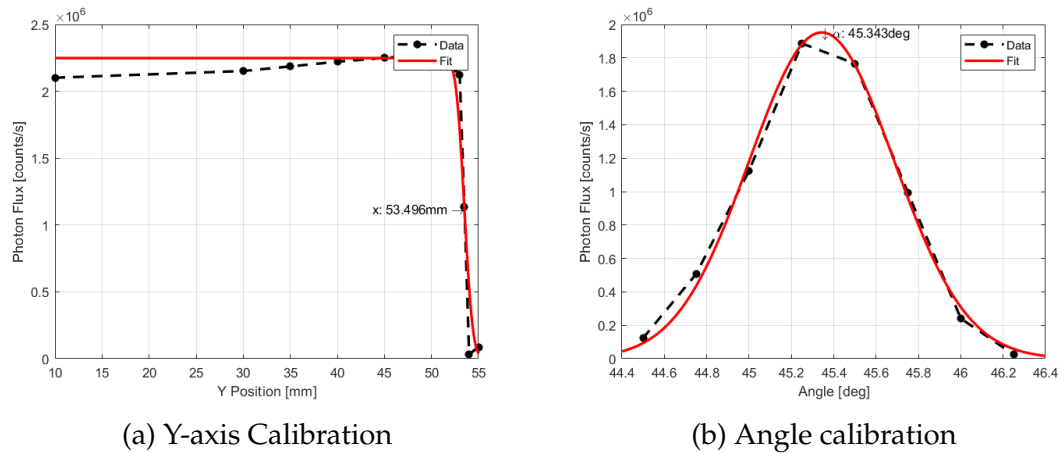 ×10^6
2.5
2
1.5
1
0.5
0
Photon Flux [counts/s]
Data
Fit
x: 53.496mm →
10 15 20 25 30 35 40 45 50 55
Y Position [mm]
(a) Y-axis Calibration
×10^6
2
1.8
1.6
1.4
1.2
1
0.8
0.6
0.4
0.2
0
Photon Flux [counts/s]
↓ α: 45.343deg
Data
Fit
44.4 44.6 44.8 45 45.2 45.4 45.6 45.8 46 46.2 46.4
Angle [deg]
(b) Angle calibration